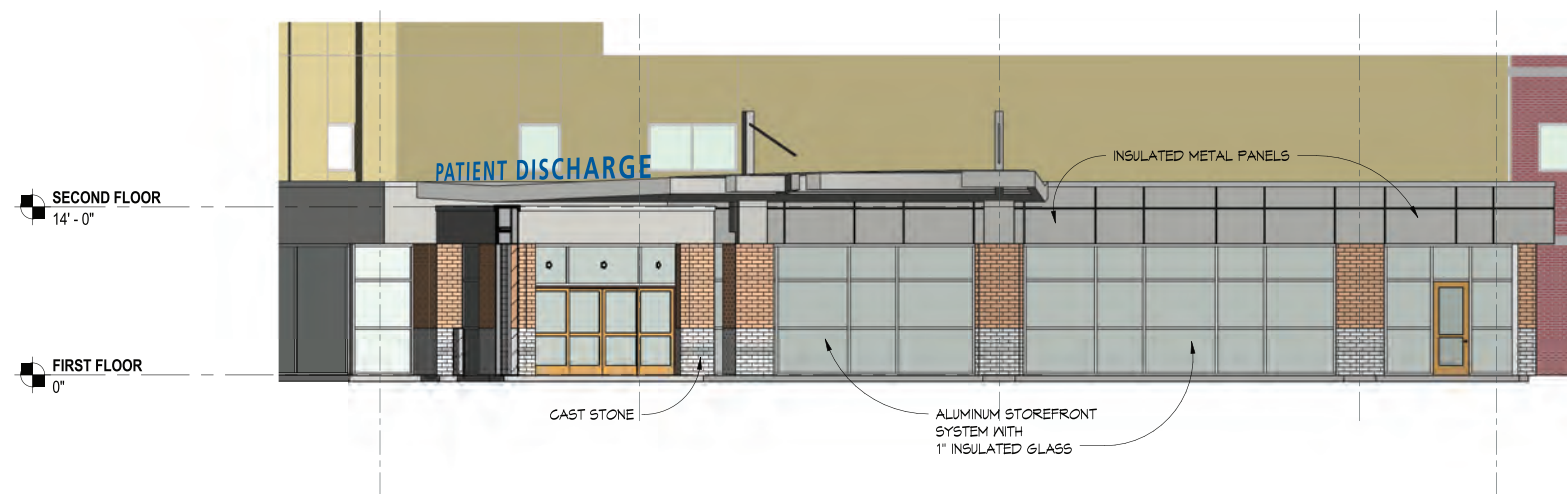 PATIENT DISCHARGE
INSULATED METAL PANELS
SECOND FLOOR
14' - 0"
FIRST FLOOR
0"
CAST STONE
ALUMINUM STOREFRONT
SYSTEM WITH
1" INSULATED GLASS